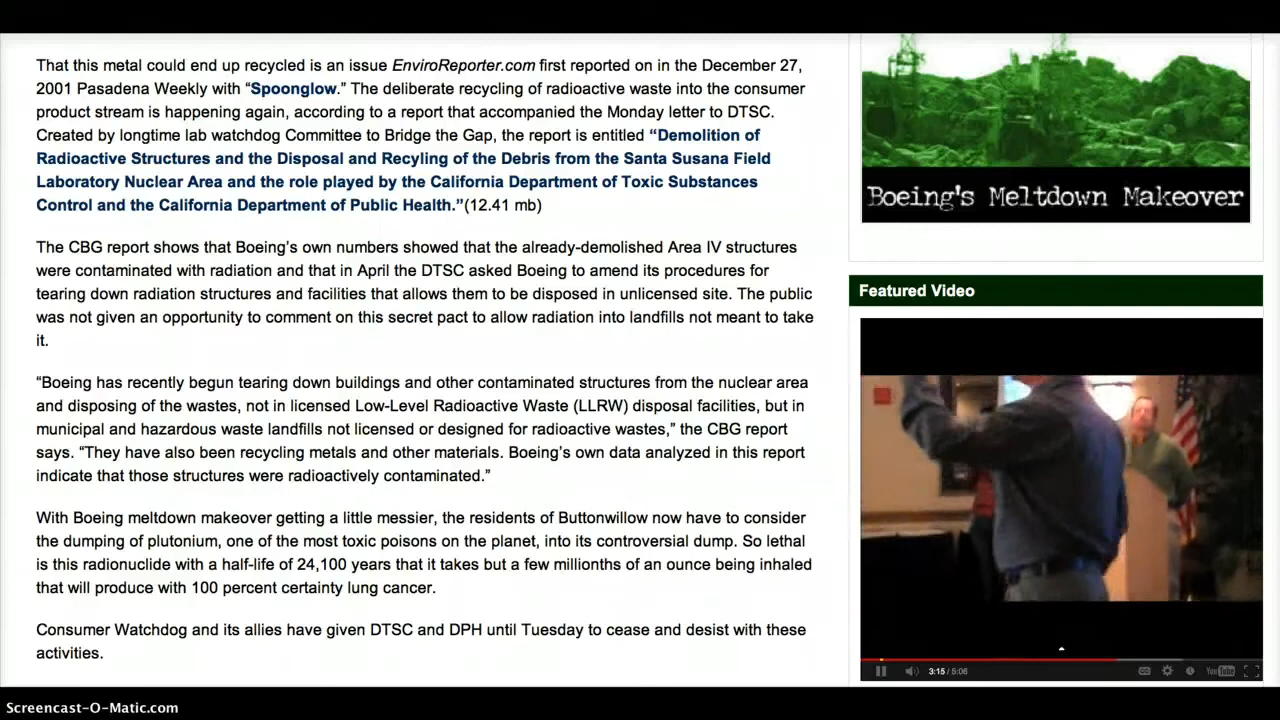 That this metal could end up recycled is an issue EnviroReporter.com first reported on in the December 27,
2001 Pasadena Weekly with “Spoonglow.” The deliberate recycling of radioactive waste into the consumer
product stream is happening again, according to a report that accompanied the Monday letter to DTSC.
Created by longtime lab watchdog Committee to Bridge the Gap, the report is entitled “Demolition of
Radioactive Structures and the Disposal and Recyling of the Debris from the Santa Susana Field
Laboratory Nuclear Area and the role played by the California Department of Toxic Substances
Control and the California Department of Public Health.”(12.41 mb)
The CBG report shows that Boeing’s own numbers showed that the already-demolished Area IV structures
were contaminated with radiation and that in April the DTSC asked Boeing to amend its procedures for
tearing down radiation structures and facilities that allows them to be disposed in unlicensed site. The public
was not given an opportunity to comment on this secret pact to allow radiation into landfills not meant to take
it.
“Boeing has recently begun tearing down buildings and other contaminated structures from the nuclear area
and disposing of the wastes, not in licensed Low-Level Radioactive Waste (LLRW) disposal facilities, but in
municipal and hazardous waste landfills not licensed or designed for radioactive wastes,” the CBG report
says. “They have also been recycling metals and other materials. Boeing’s own data analyzed in this report
indicate that those structures were radioactively contaminated.”
With Boeing meltdown makeover getting a little messier, the residents of Buttonwillow now have to consider
the dumping of plutonium, one of the most toxic poisons on the planet, into its controversial dump. So lethal
is this radionuclide with a half-life of 24,100 years that it takes but a few millionths of an ounce being inhaled
that will produce with 100 percent certainty lung cancer.
Consumer Watchdog and its allies have given DTSC and DPH until Tuesday to cease and desist with these
activities.
Boeing's Meltdown Makeover
Featured Video
3:15 / 5:06
YouTube
Screencast-O-Matic.com